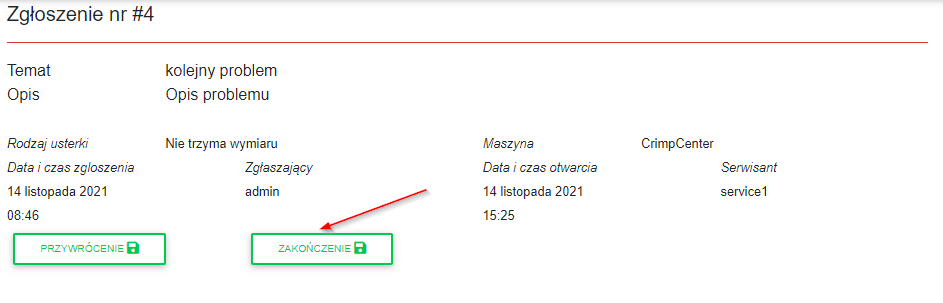 Zgłoszenie nr #4
Temat kolejny problem
Opis Opis problemu
Rodzaj usterki Nie trzyma wymiaru Maszyna CrimpCenter
Data i czas zgloszenia Zgłaszający Data i czas otwarcia Serwisant
14 listopada 2021 admin 14 listopada 2021 service1
08:46 15:25
PRZYWRÓCENIE ZAKOŃCZENIE